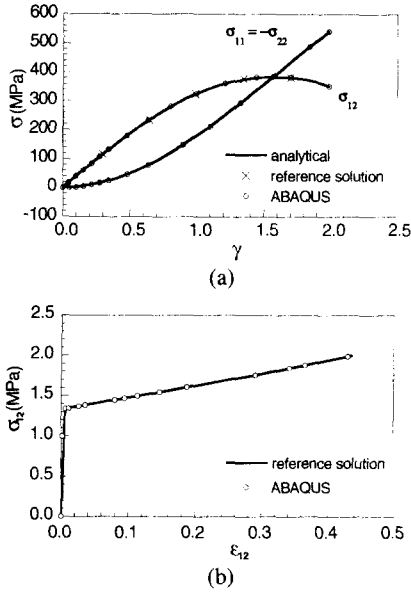 600
500
400
300
200
100
0
-100
σ (MPa)
σ₁₁ = -σ₂₂
σ₁₂
analytical
reference solution
ABAQUS
0.0 0.5 1.0 1.5 2.0 2.5
γ
(a)
2.5
2.0
1.5
1.0
0.5
0.0
σ₁₂(MPa)
reference solution
ABAQUS
0 0.1 0.2 0.3 0.4 0.5
ε₁₂
(b)